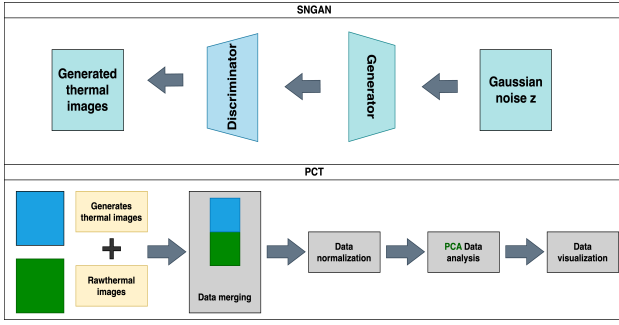 SNGAN
Generated
thermal
images
Discriminator
Generator
Gaussian
noise z
PCT
Generates
thermal images
+
Rawthermal
images
Data merging
Data
normalization
PCA Data
analysis
Data
visualization